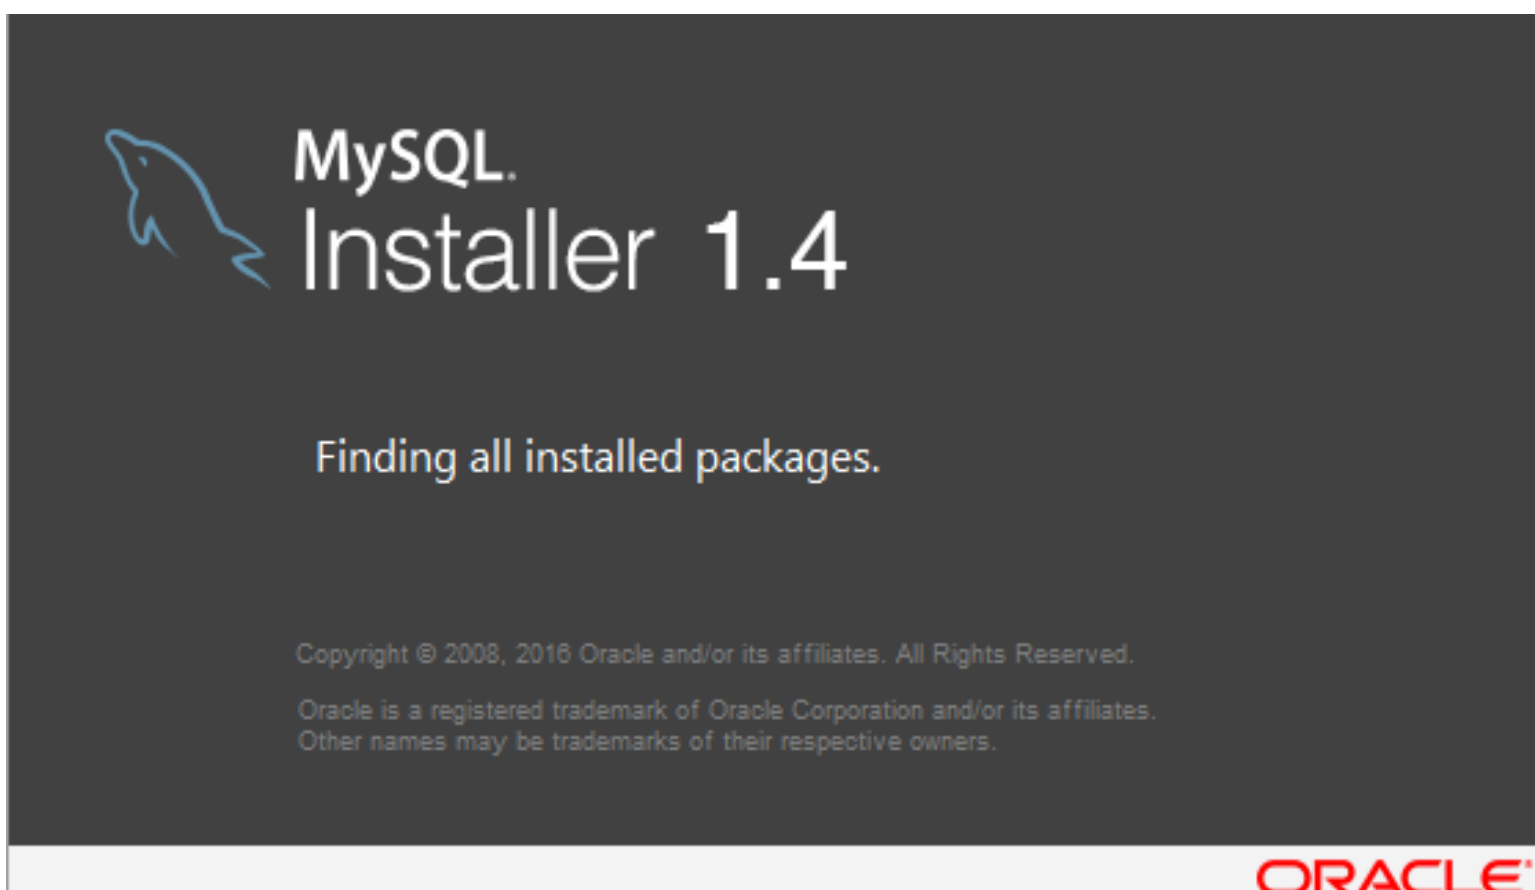 MySQL.
Installer 1.4
Finding all installed packages.
Copyright © 2008, 2016 Oracle and/or its affiliates. All Rights Reserved.
Oracle is a registered trademark of Oracle Corporation and/or its affiliates.
Other names may be trademarks of their respective owners.
ORACLE